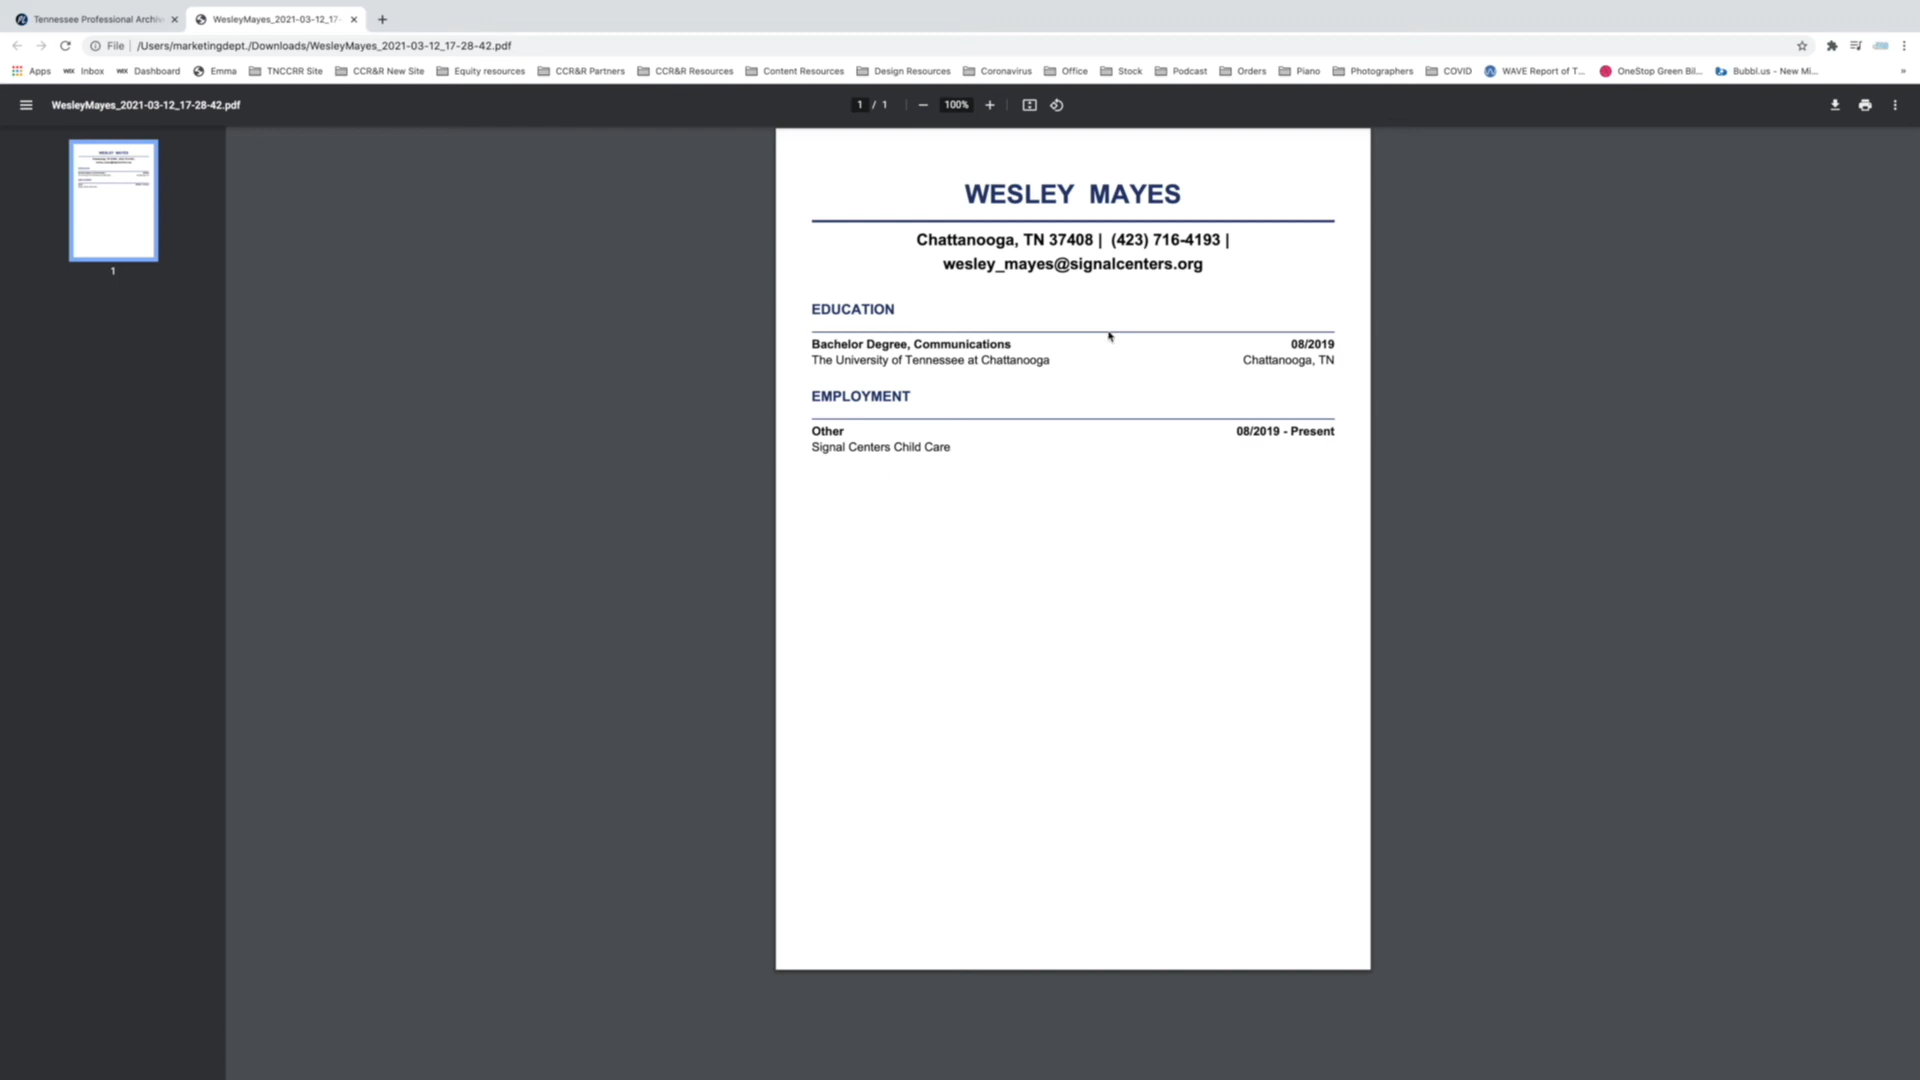 Tennessee Professional Archiv
WesleyMayes_2021-03-12_17-
File
/Users/marketingdept./Downloads/WesleyMayes_2021-03-12_17-28-42.pdf
Apps
Inbox
Dashboard
Emma
TNCCRR Site
CCR&R New Site
Equity resources
CCR&R Partners
CCR&R Resources
Content Resources
Design Resources
Coronavirus
Office
Stock
Podcast
Orders
Piano
Photographers
COVID
WAVE Report of T...
OneStop Green Bil...
Bubbl.us - New Mi...
WesleyMayes_2021-03-12_17-28-42.pdf
1 / 1
100%
1
WESLEY MAYES
Chattanooga, TN 37408 | (423) 716-4193 |
wesley_mayes@signalcenters.org
EDUCATION
Bachelor Degree, Communications 08/2019
The University of Tennessee at Chattanooga Chattanooga, TN
EMPLOYMENT
Other 08/2019 - Present
Signal Centers Child Care